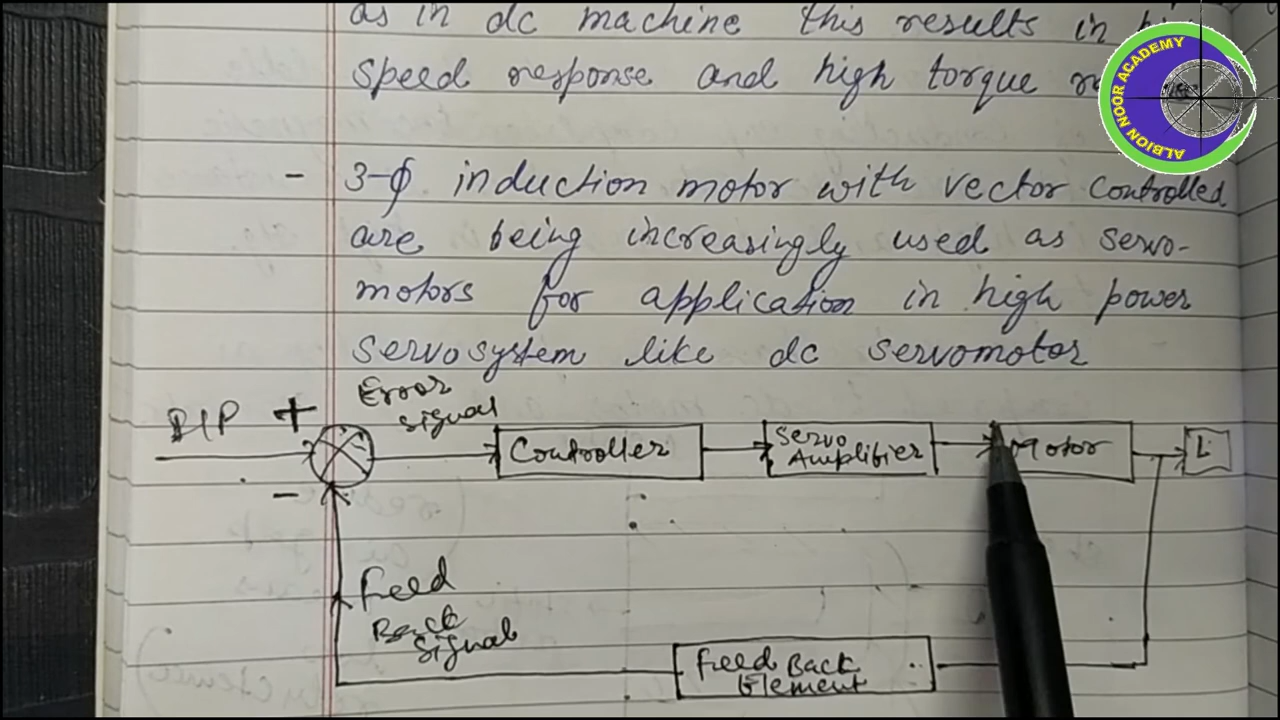 as in dc machine this results in
speed response and high torque
- 3-φ induction motor with vector controlled
are being increasingly used as servo-
motors for application in high power
servosystem like dc servomotor
Error
signal
+
Controller
Servo
Amplifier
Motor
L
-
Feed
Back
signal
Feed Back
Element
ALBION NOOR ACADEMY